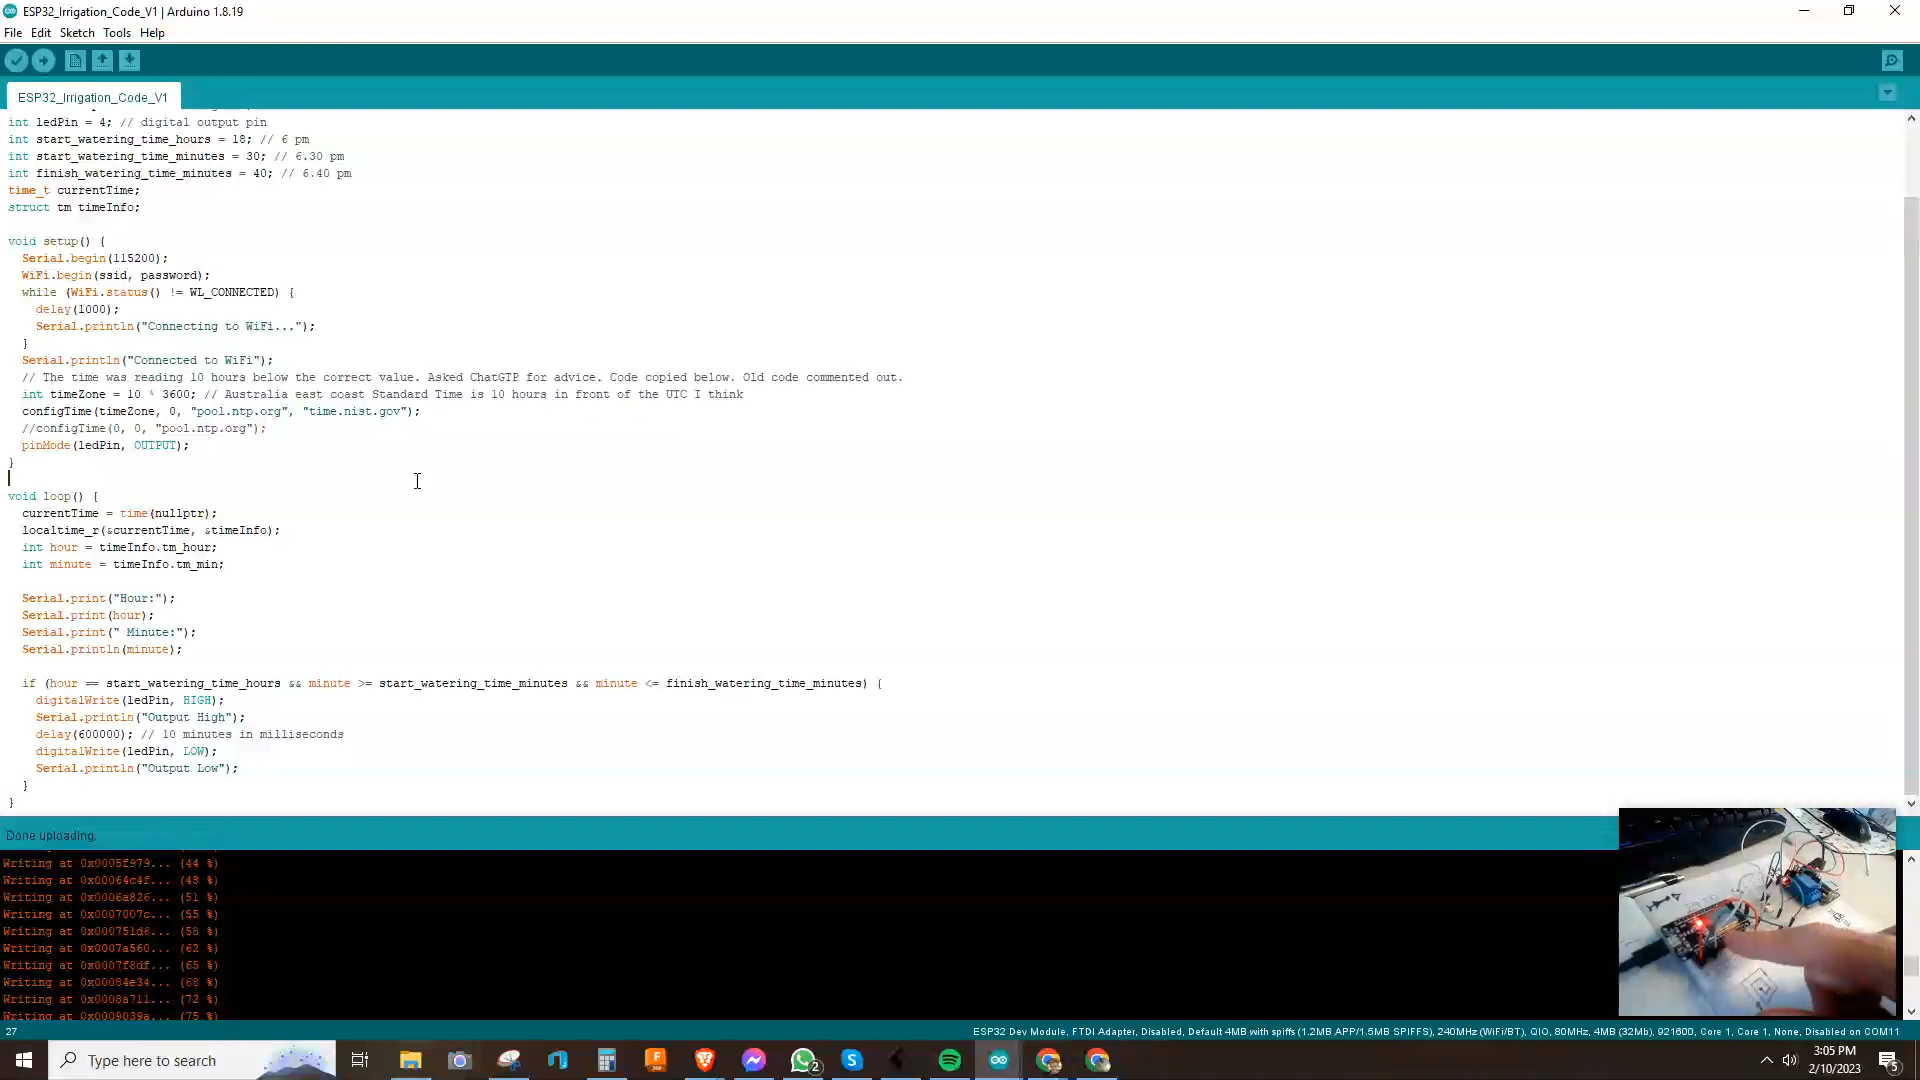 ESP32_Irrigation_Code_V1 | Arduino 1.8.19
File Edit Sketch Tools Help
ESP32_Irrigation_Code_V1
int ledPin = 4; // digital output pin
int start_watering_time_hours = 18; // 6 pm
int start_watering_time_minutes = 30; // 6.30 pm
int finish_watering_time_minutes = 40; // 6.40 pm
time_t currentTime;
struct tm timeInfo;
void setup() {
Serial.begin(115200);
WiFi.begin(ssid, password);
while (WiFi.status() != WL_CONNECTED) {
delay(1000);
Serial.println("Connecting to WiFi...");
}
Serial.println("Connected to WiFi");
// The time was reading 10 hours below the correct value. Asked ChatGTP for advice. Code copied below. Old code commented out.
int timeZone = 10 * 3600; // Australia east coast Standard Time is 10 hours in front of the UTC I think
configTime(timeZone, 0, "pool.ntp.org", "time.nist.gov");
//configTime(0, 0, "pool.ntp.org");
pinMode(ledPin, OUTPUT);
}
void loop() {
currentTime = time(nullptr);
localtime_r(&currentTime, &timeInfo);
int hour = timeInfo.tm_hour;
int minute = timeInfo.tm_min;
Serial.print("Hour:");
Serial.print(hour);
Serial.print(" Minute:");
Serial.println(minute);
if (hour == start_watering_time_hours && minute >= start_watering_time_minutes && minute <= finish_watering_time_minutes) {
digitalWrite(ledPin, HIGH);
Serial.println("Output High");
delay(600000); // 10 minutes in milliseconds
digitalWrite(ledPin, LOW);
Serial.println("Output Low");
}
}
Done uploading.
Writing at 0x0005f979... (44 %)
Writing at 0x00064c4f... (48 %)
Writing at 0x0006a826... (51 %)
Writing at 0x0007007c... (55 %)
Writing at 0x000751d6... (58 %)
Writing at 0x0007a560... (62 %)
Writing at 0x0007f8df... (65 %)
Writing at 0x00084e34... (68 %)
Writing at 0x0008a711... (72 %)
Writing at 0x0009039a... (75 %)
27
ESP32 Dev Module, FTDI Adapter, Disabled, Default 4MB with spiffs (1.2MB APP/1.5MB SPIFFS), 240MHz (WiFi/BT), QIO, 80MHz, 4MB (32Mb), 921600, Core 1, Core 1, None, Disabled on COM11
Type here to search
2
3:05 PM
2/10/2023
5